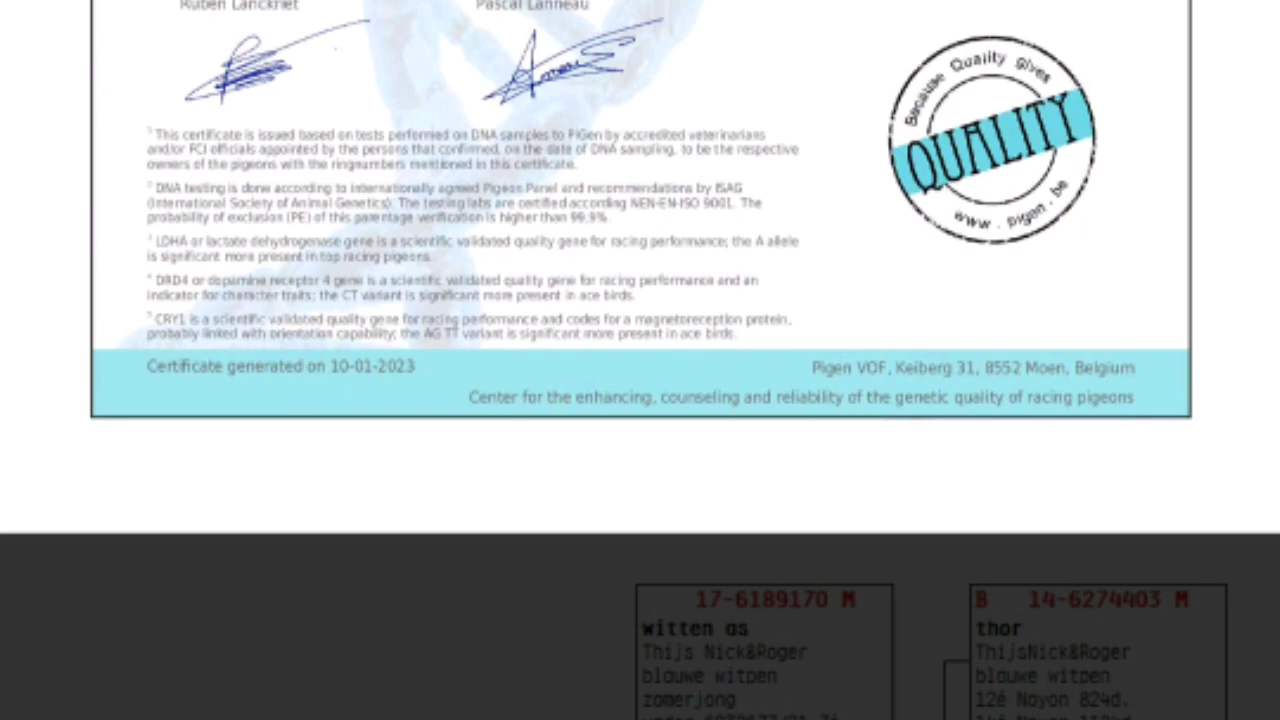 Ruben Lanckriet
Pascal Lanneau
Because Quality gives
QUALITY
www . pigen . be
1 This certificate is issued based on tests performed on DNA samples to PiGen by accredited veterinarians
and/or FCI officials appointed by the persons that confirmed, on the date of DNA sampling, to be the respective
owners of the pigeons with the ringnumbers mentioned in this certificate.
2 DNA testing is done according to internationally agreed Pigeon Panel and recommendations by ISAG
(International Society of Animal Genetics). The testing labs are certified according NEN-EN-ISO 9001. The
probability of exclusion (PE) of this parentage verification is higher than 99.9%.
3 LDHA or lactate dehydrogenase gene is a scientific validated quality gene for racing performance; the A allele
is significant more present in top racing pigeons.
4 DRD4 or dopamine receptor 4 gene is a scientific validated quality gene for racing performance and an
indicator for character traits; the CT variant is significant more present in ace birds.
5 CRY1 is a scientific validated quality gene for racing performance and codes for a magnetoreception protein,
probably linked with orientation capability; the AG TT variant is significant more present in ace birds.
Certificate generated on 10-01-2023
Pigen VOF, Keiberg 31, 8552 Moen, Belgium
Center for the enhancing, counseling and reliability of the genetic quality of racing pigeons
17-6189170 M
witten as
Thijs Nick&Roger
blauwe witpen
zomerjong
B 14-6274403 M
thor
ThijsNick&Roger
blauwe witpen
12é Noyon 824d.